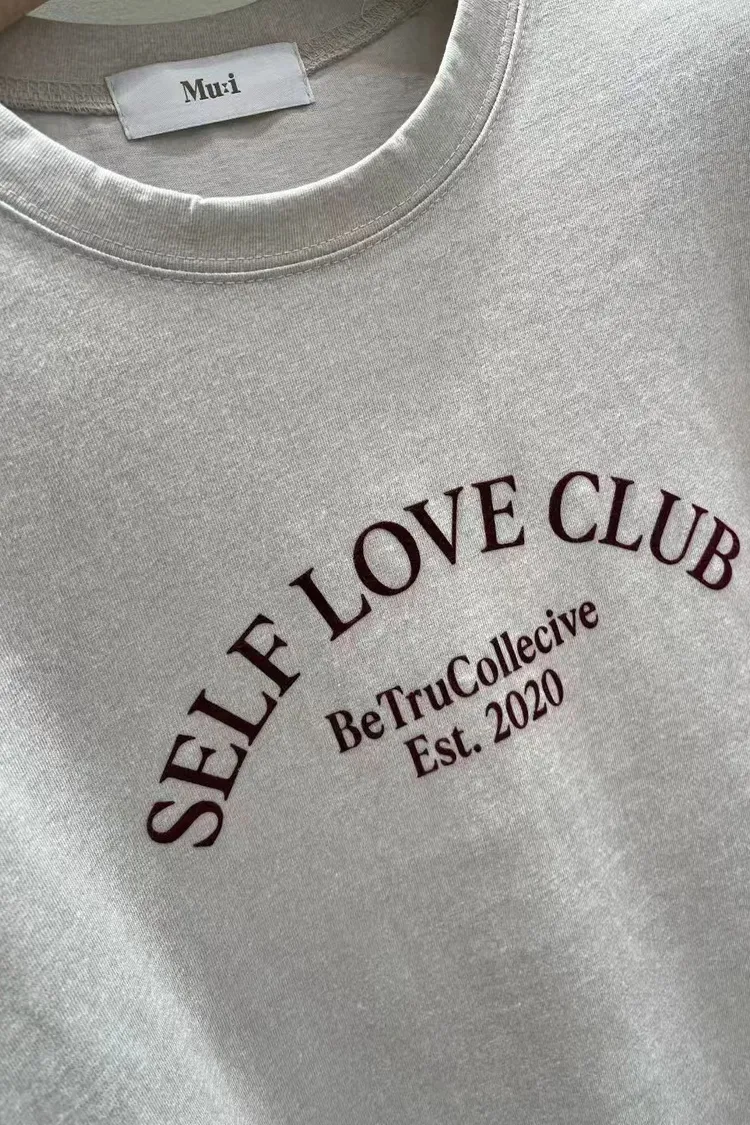 Mu:i
SELF LOVE CLUB
BeTruCollecive
Est. 2020